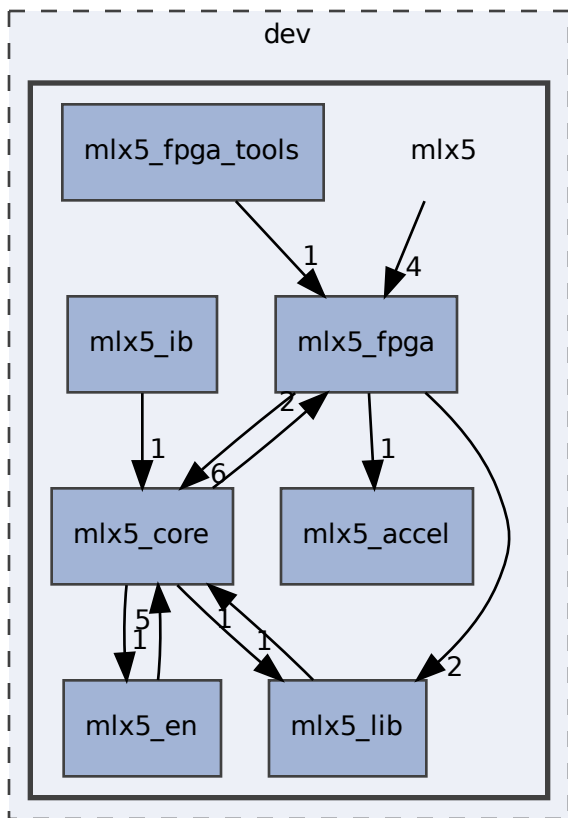 dev
mlx5_fpga_tools
mlx5
1
4
mlx5_ib
mlx5_fpga
2
1
6
1
mlx5_core
mlx5_accel
5
1
1
1
2
mlx5_en
mlx5_lib